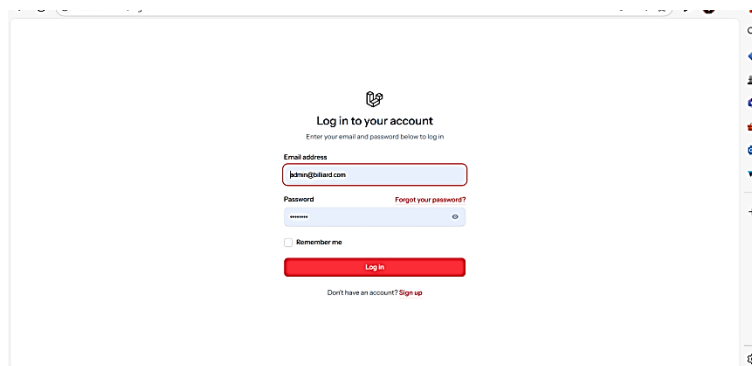 Log in to your account
Enter your email and password below to log in
Email address
admin@biliard.com
Password Forgot your password?
Remember me
Log in
Don't have an account? Sign up